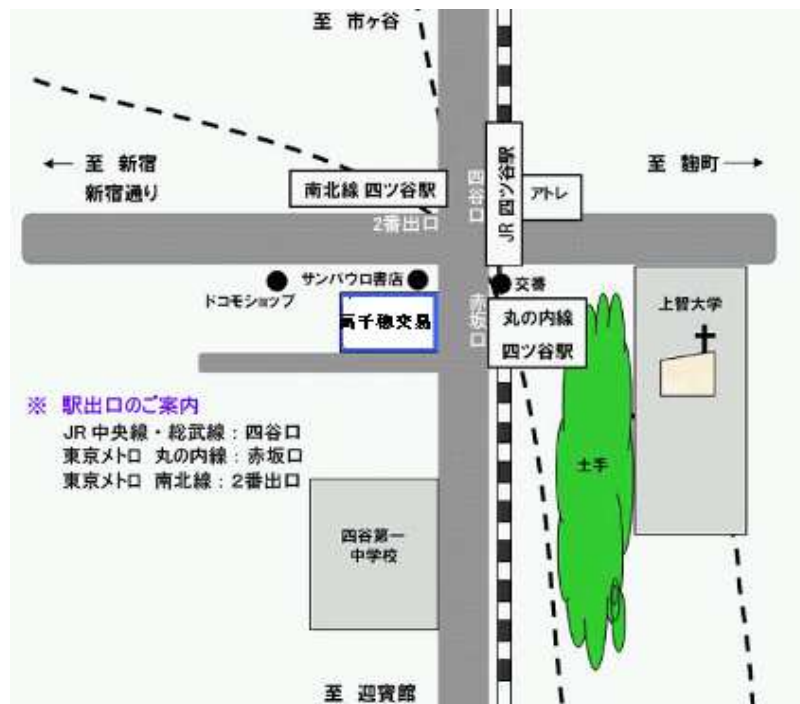 至 市ヶ谷
← 至 新宿
新宿通り
南北線 四ツ谷駅
2番出口
四谷口
JR 四ツ谷駅
アトレ
至 麹町 →
サンパウロ書店
ドコモショップ
高千穂交易
赤坂口
交番
丸の内線
四ツ谷駅
上智大学
土手
※ 駅出口のご案内
JR 中央線・総武線：四谷口
東京メトロ 丸の内線：赤坂口
東京メトロ 南北線：2番出口
四谷第一
中学校
至 迎賓館